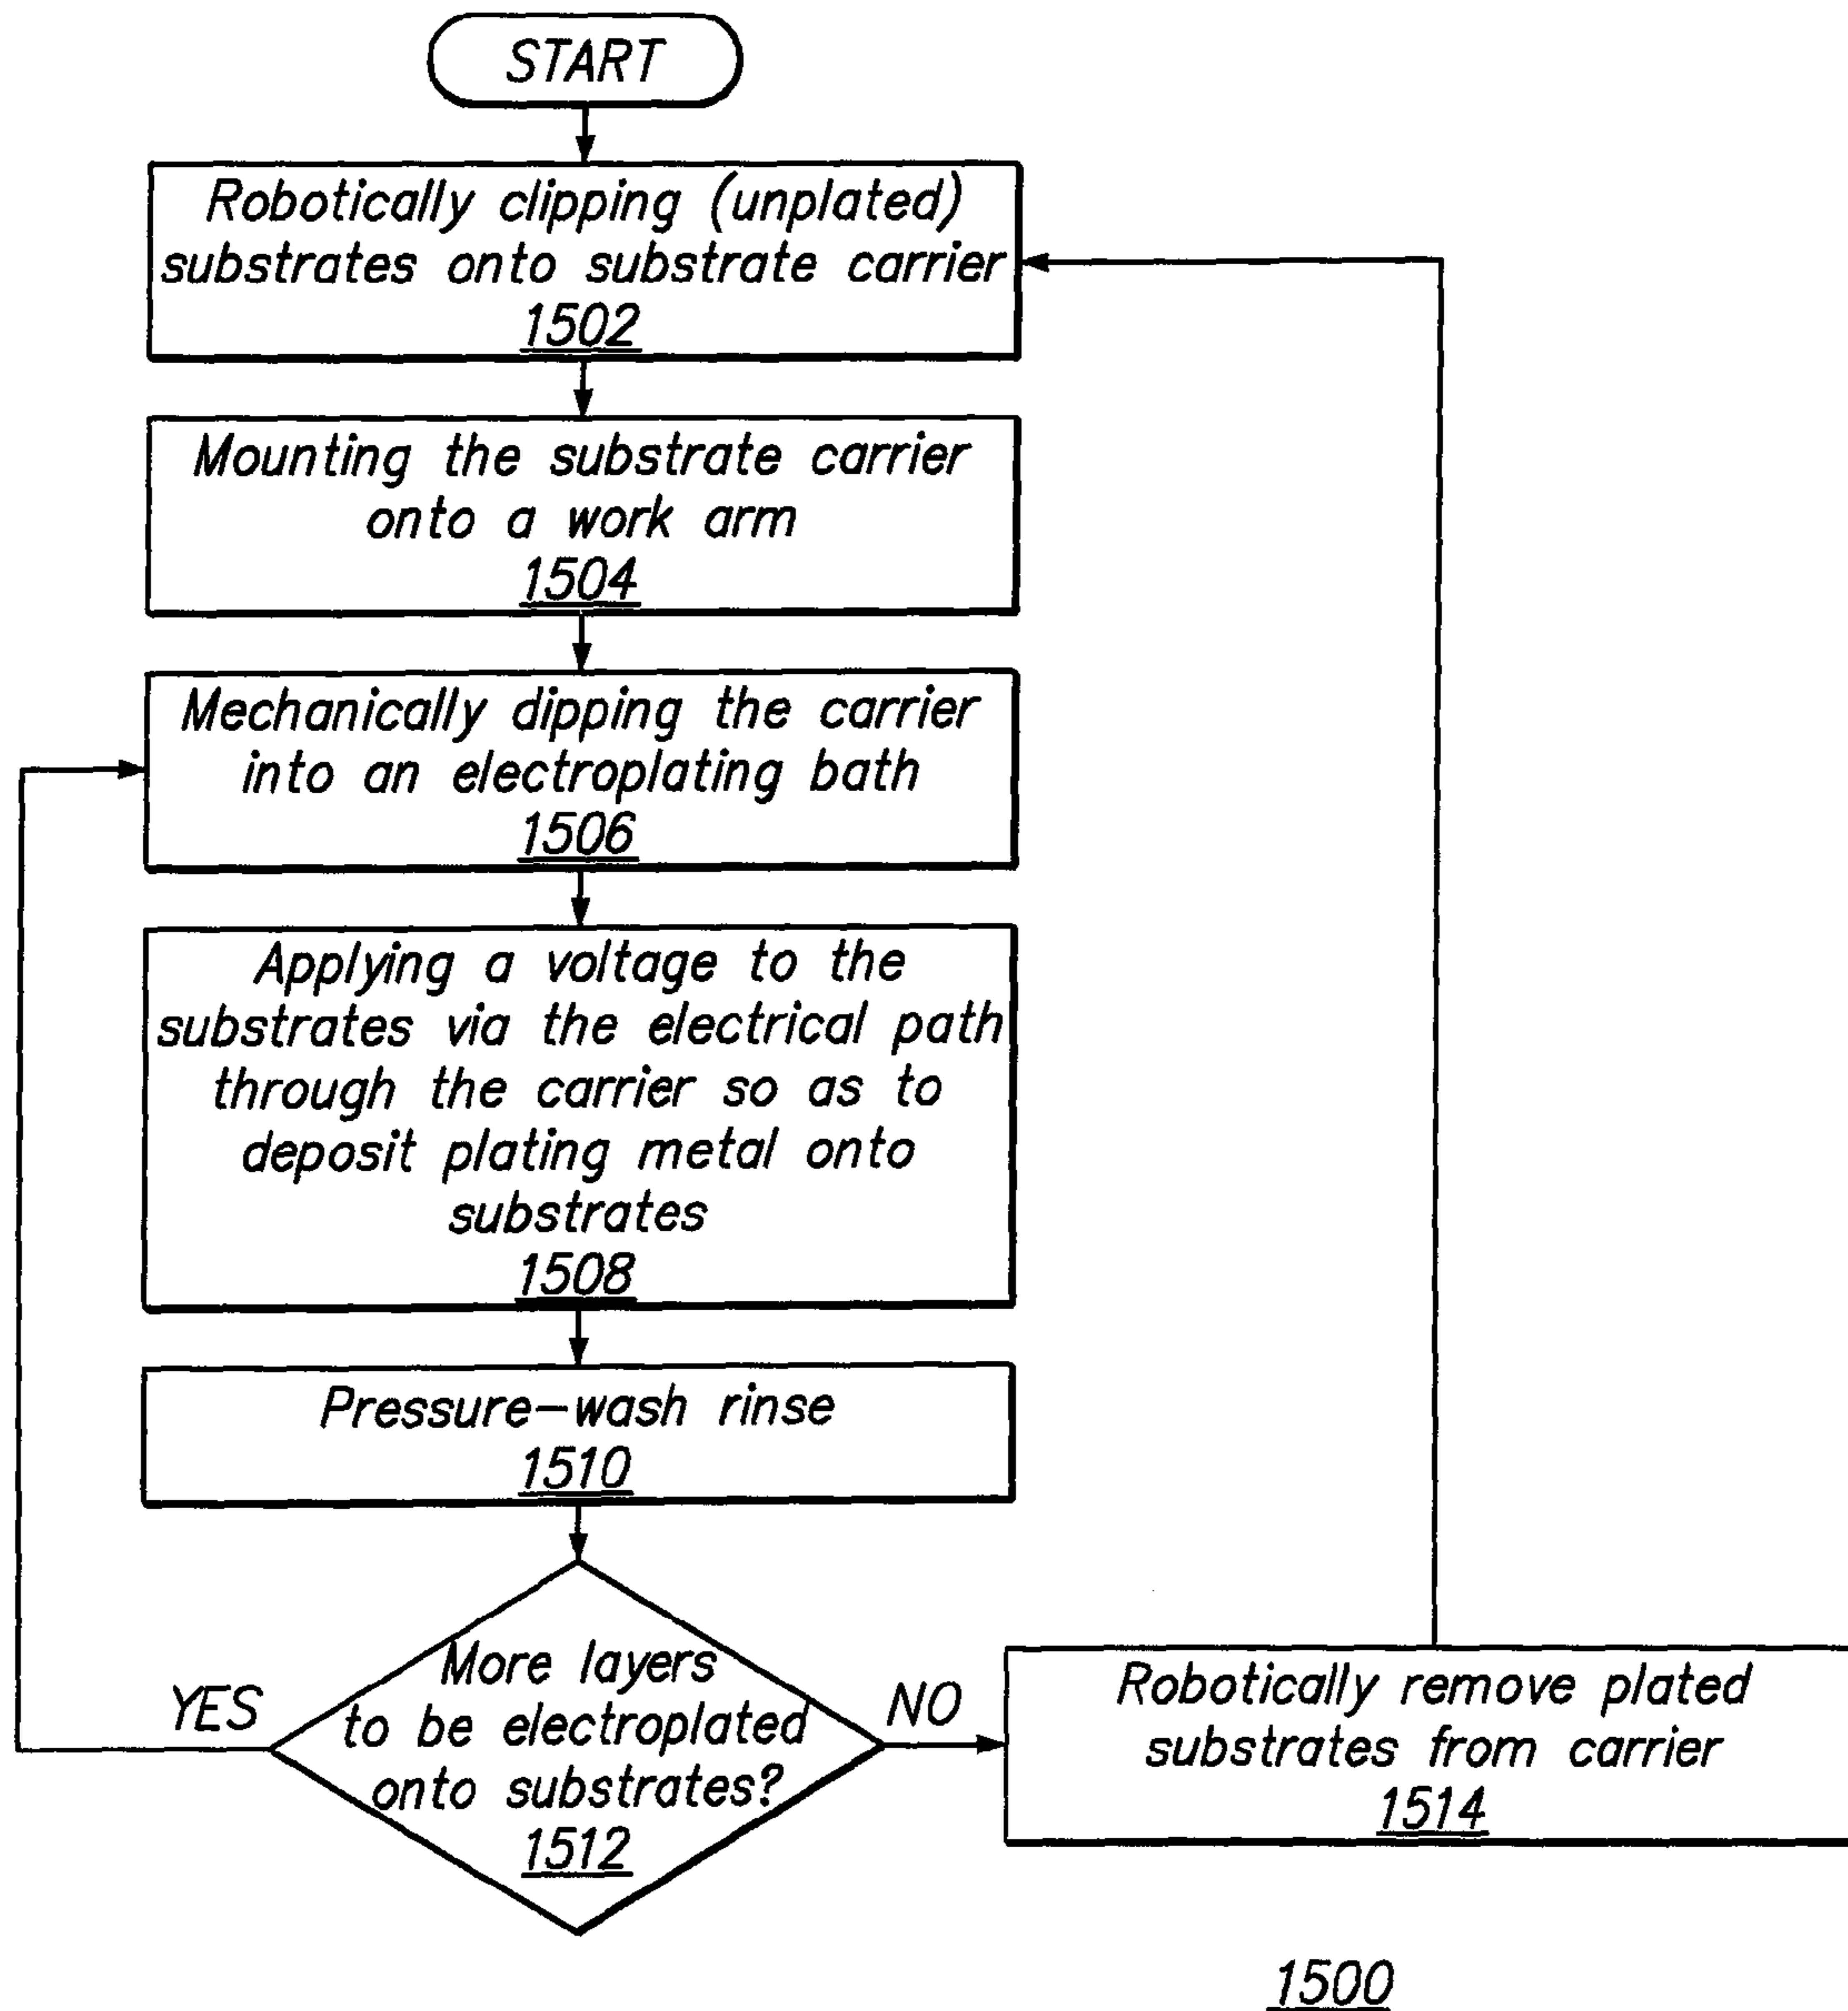 START
Robotically clipping (unplated)
substrates onto substrate carrier
1502
Mounting the substrate carrier
onto a work arm
1504
Mechanically dipping the carrier
into an electroplating bath
1506
Applying a voltage to the
substrates via the electrical path
through the carrier so as to
deposit plating metal onto
substrates
1508
Pressure-wash rinse
1510
More layers
to be electroplated
onto substrates?
1512
YES
NO
Robotically remove plated
substrates from carrier
1514
1500